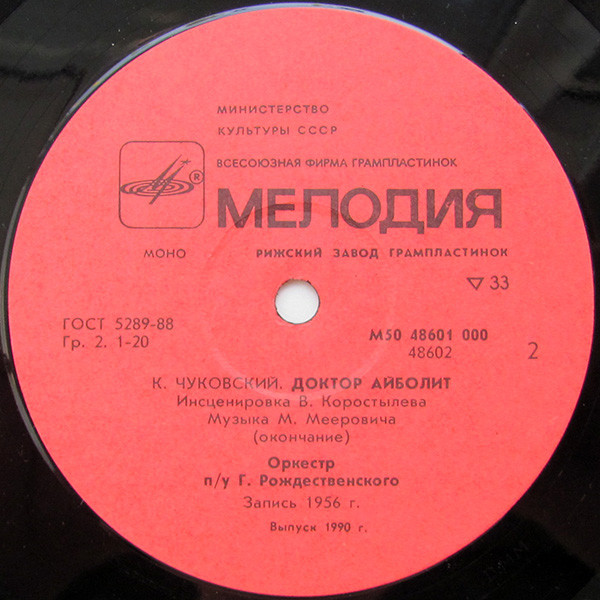 МИНИСТЕРСТВО
КУЛЬТУРЫ СССР
ВСЕСОЮЗНАЯ ФИРМА ГРАМПЛАСТИНОК
®
МЕЛОДИЯ
МОНО
РИЖСКИЙ ЗАВОД ГРАМПЛАСТИНОК
▽ 33
ГОСТ 5289-88
Гр. 2. 1-20
М50 48601 000
48602
2
К. ЧУКОВСКИЙ. ДОКТОР АЙБОЛИТ
Инсценировка В. Коростылева
Музыка М. Мееровича
(окончание)
Оркестр
п/у Г. Рождественского
Запись 1956 г.
Выпуск 1990 г.